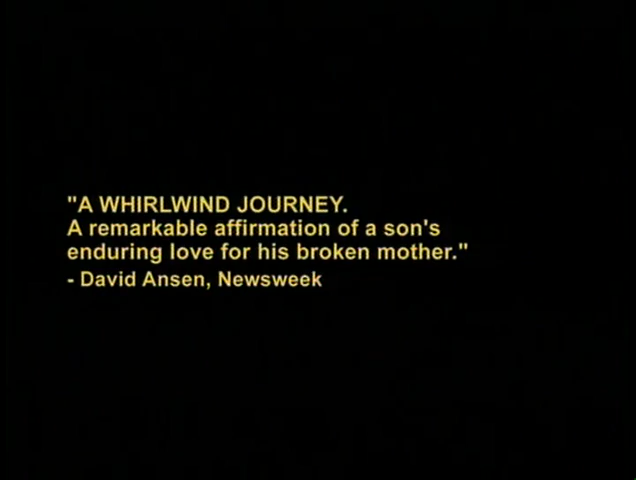 "A WHIRLWIND JOURNEY.
A remarkable affirmation of a son's
enduring love for his broken mother."
- David Ansen, Newsweek